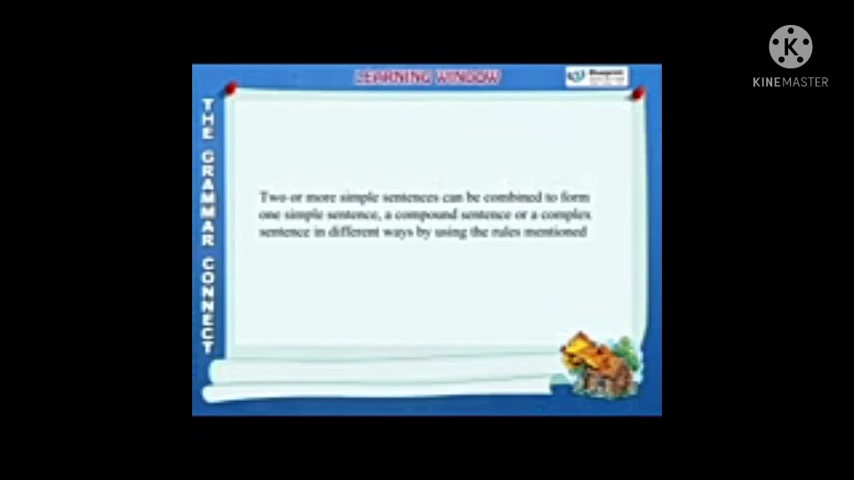 LEARNING WINDOW
Blueprint
K
KINEMASTER
THE GRAMMAR CONNECT
Two or more simple sentences can be combined to form
one simple sentence, a compound sentence or a complex
sentence in different ways by using the rules mentioned